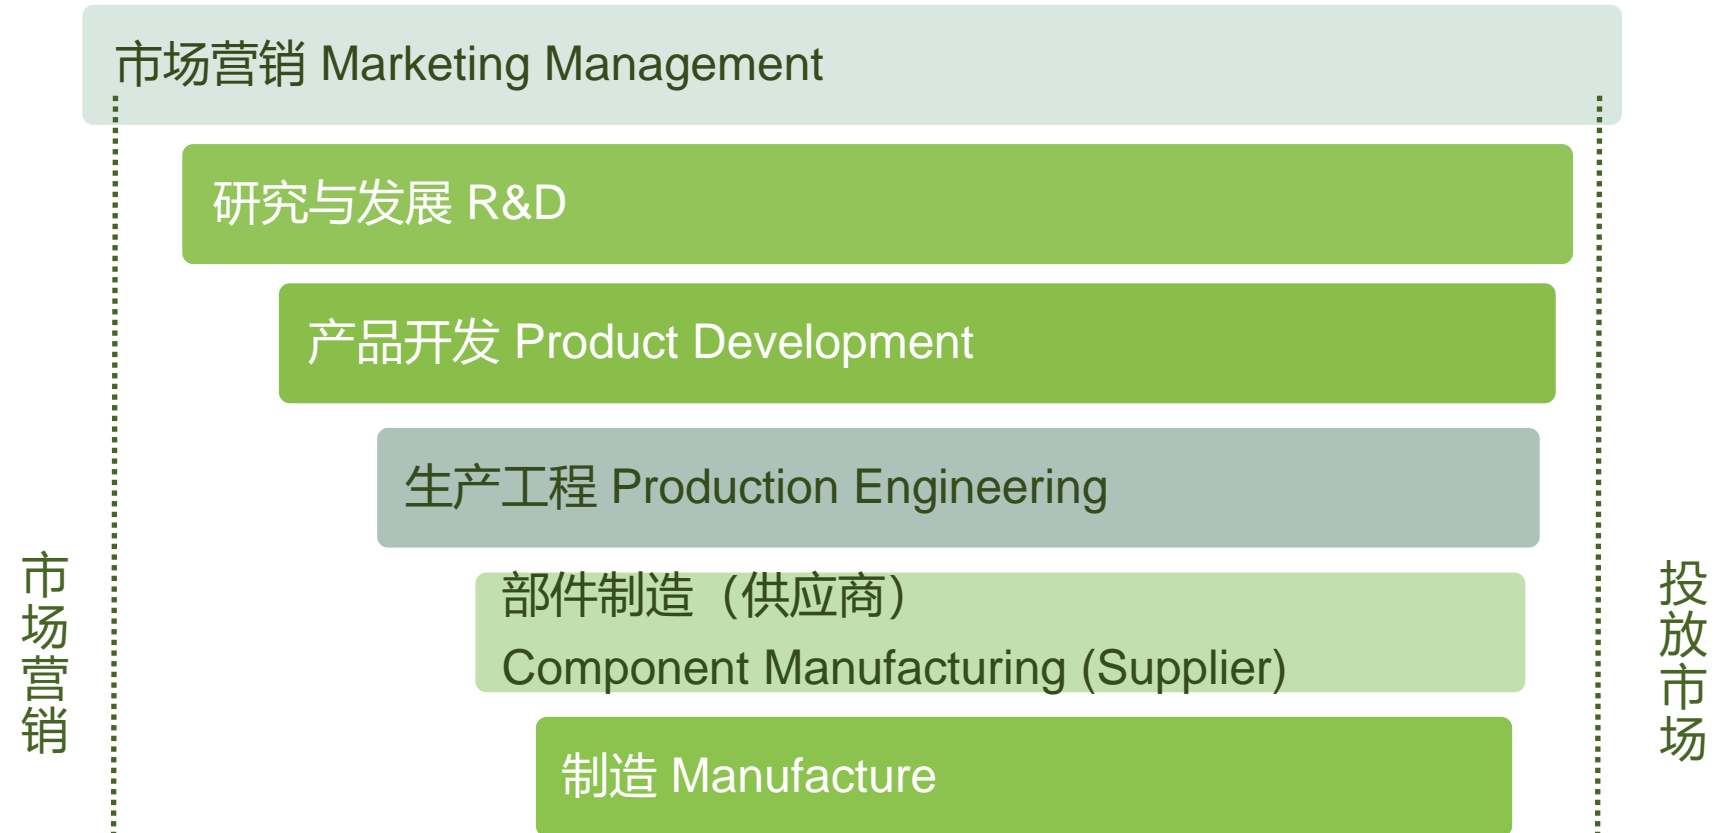 市场营销 Marketing Management
研究与发展 R&D
产品开发 Product Development
生产工程 Production Engineering
部件制造（供应商）
Component Manufacturing (Supplier)
制造 Manufacture
市场营销
投放市场